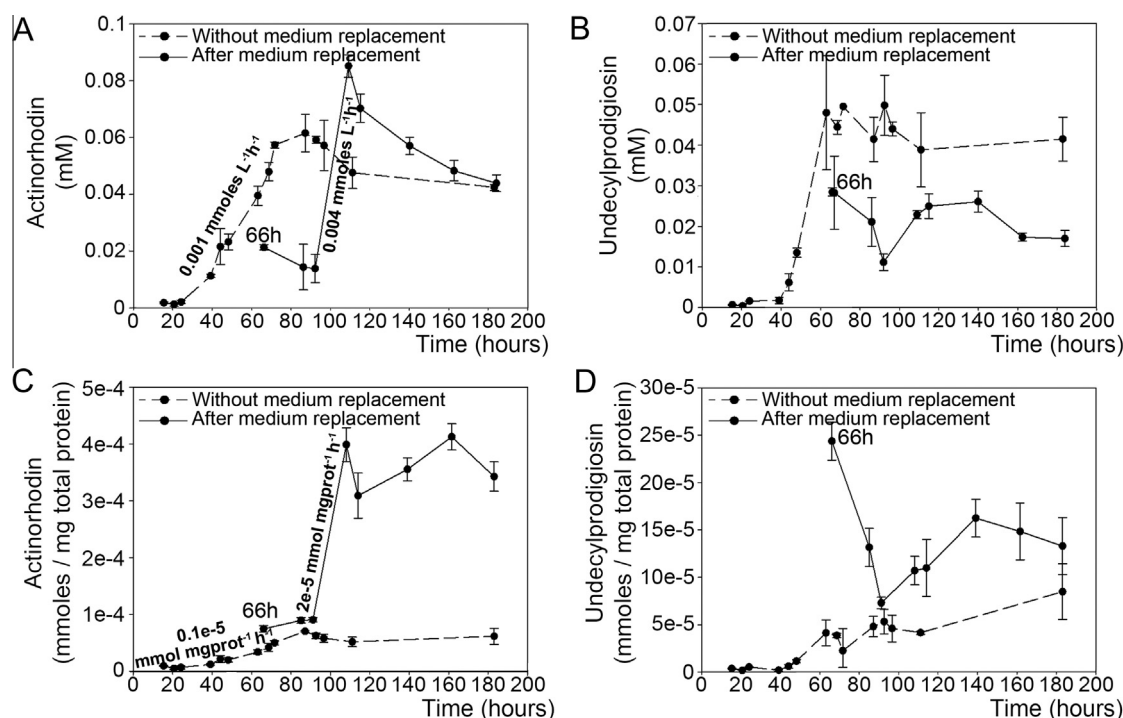 A
Actinorhodin
(mM)
0.1
0.08
0.06
0.04
0.02
0
Without medium replacement
After medium replacement
0.001 mmoles L⁻¹h⁻¹
66h
0.004 mmoles L⁻¹h⁻¹
0 20 40 60 80 100 120 140 160 180 200
Time (hours)
B
Undecylprodigiosin
(mM)
0.07
0.06
0.05
0.04
0.03
0.02
0.01
0
Without medium replacement
After medium replacement
66h
0 20 40 60 80 100 120 140 160 180 200
Time (hours)
C
Actinorhodin
(mmoles / mg total protein)
5e-4
4e-4
3e-4
2e-4
1e-4
0
Without medium replacement
After medium replacement
0.1e-5
mmol mgprot⁻¹h⁻¹
66h
2e-5 mmol mgprot⁻¹h⁻¹
0 20 40 60 80 100 120 140 160 180 200
Time (hours)
D
Undecylprodigiosin
(mmoles / mg total protein)
30e-5
25e-5
20e-5
15e-5
10e-5
5e-5
0
Without medium replacement
After medium replacement
66h
0 20 40 60 80 100 120 140 160 180 200
Time (hours)